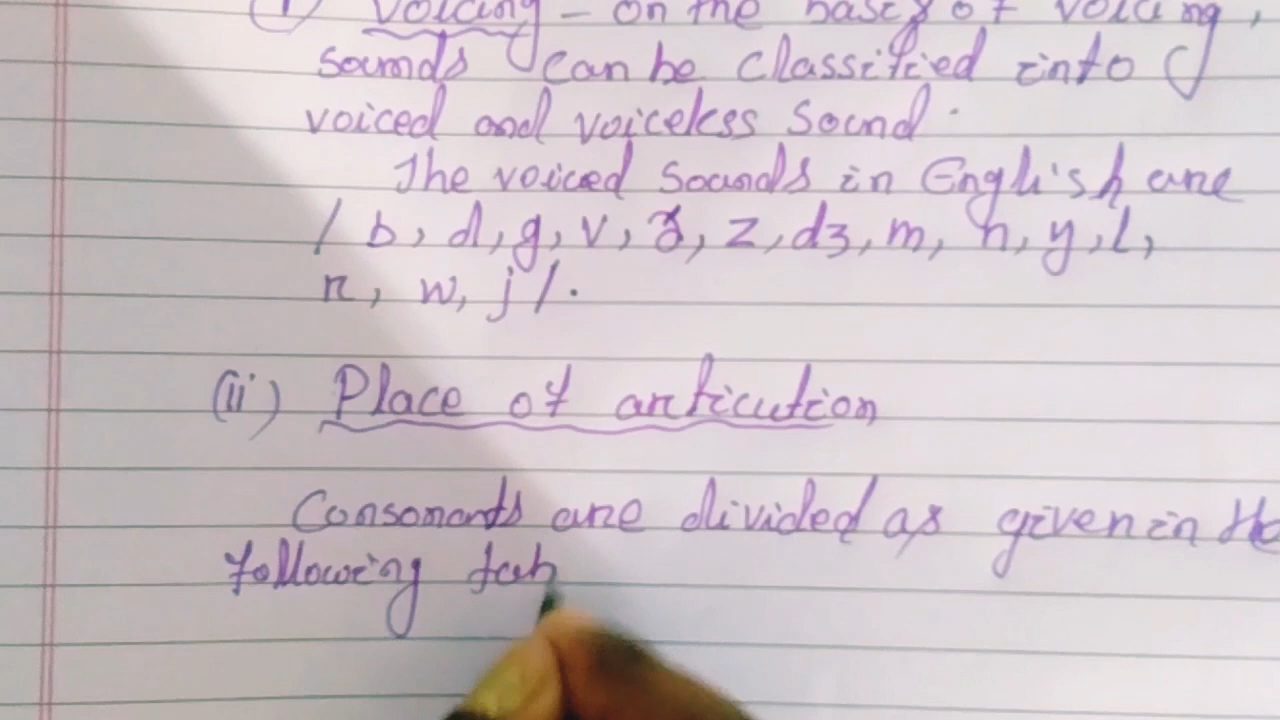 (i) Voicing - on the basis of voicing,
sounds can be classified into
voiced and voiceless sound.
The voiced sounds in English are
/ b, d, g, v, ʒ, z, dʒ, m, n, y, l,
r, w, j /.
(ii) Place of articution
Consonants are divided as given in the
following tab